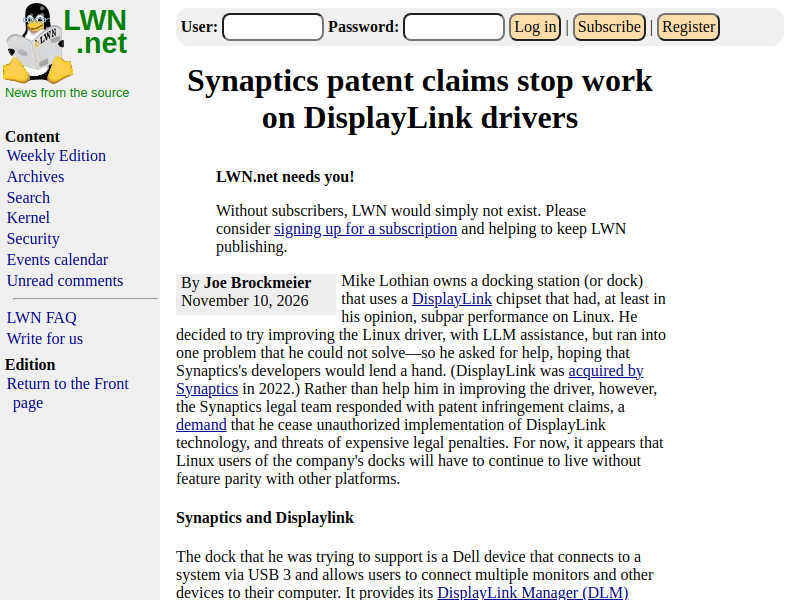 LWN
.net
News from the source
Content
Weekly Edition
Archives
Search
Kernel
Security
Events calendar
Unread comments
LWN FAQ
Write for us
Edition
Return to the Front
page
User: Password: Log in | Subscribe | Register
Synaptics patent claims stop work
on DisplayLink drivers
LWN.net needs you!
Without subscribers, LWN would simply not exist. Please
consider signing up for a subscription and helping to keep LWN
publishing.
By Joe Brockmeier
November 10, 2026
Mike Lothian owns a docking station (or dock)
that uses a DisplayLink chipset that had, at least in
his opinion, subpar performance on Linux. He
decided to try improving the Linux driver, with LLM assistance, but ran into
one problem that he could not solve—so he asked for help, hoping that
Synaptics's developers would lend a hand. (DisplayLink was acquired by
Synaptics in 2022.) Rather than help him in improving the driver, however,
the Synaptics legal team responded with patent infringement claims, a
demand that he cease unauthorized implementation of DisplayLink
technology, and threats of expensive legal penalties. For now, it appears that
Linux users of the company's docks will have to continue to live without
feature parity with other platforms.
Synaptics and Displaylink
The dock that he was trying to support is a Dell device that connects to a
system via USB 3 and allows users to connect multiple monitors and other
devices to their computer. It provides its DisplayLink Manager (DLM)